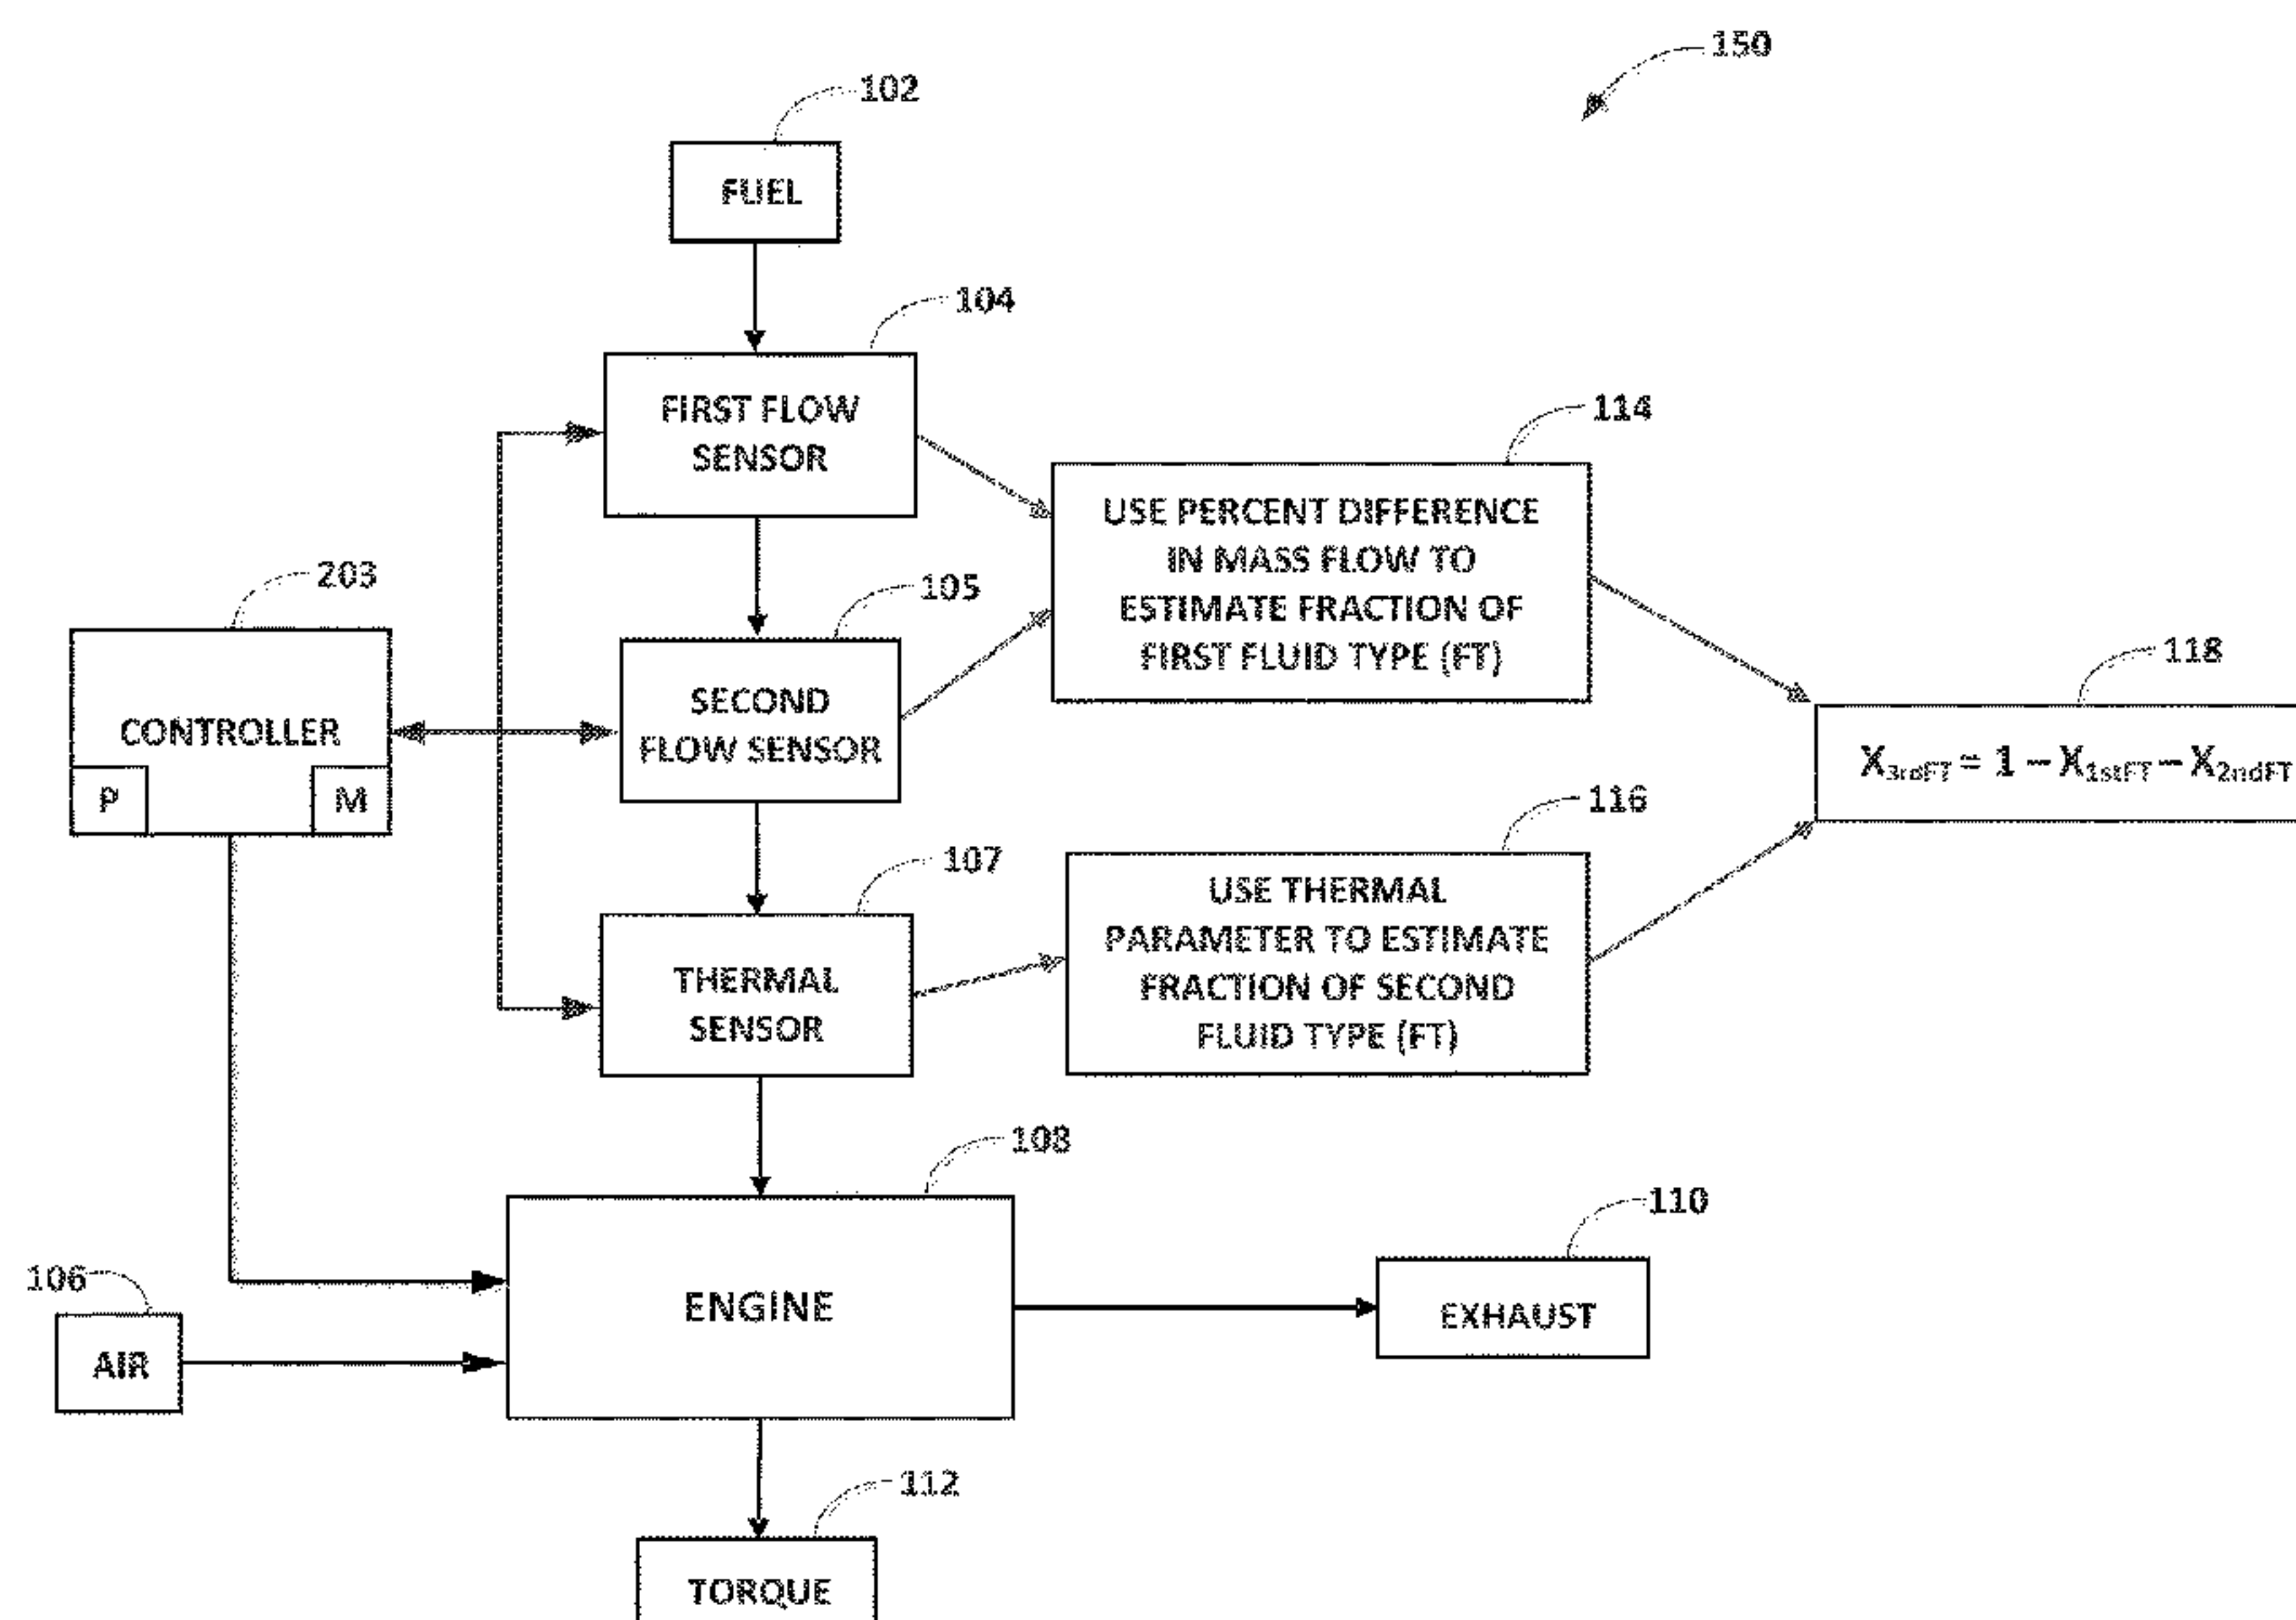 150
102
FUEL
104
FIRST FLOW
SENSOR
114
USE PERCENT DIFFERENCE
IN MASS FLOW TO
ESTIMATE FRACTION OF
FIRST FLUID TYPE (FT)
203
CONTROLLER
P
M
105
SECOND
FLOW SENSOR
118
X3rdFT = 1 – X1stFT – X2ndFT
116
USE THERMAL
PARAMETER TO ESTIMATE
FRACTION OF SECOND
FLUID TYPE (FT)
107
THERMAL
SENSOR
108
ENGINE
110
EXHAUST
106
AIR
112
TORQUE